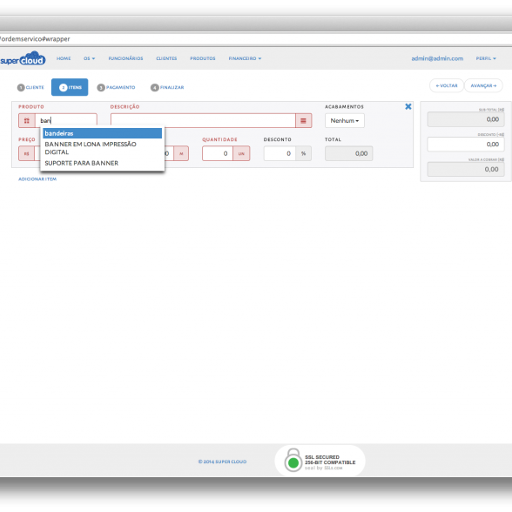 /ordemservico#wrapper
supercloud HOME OS FUNCIONÁRIOS CLIENTES PRODUTOS FINANCEIRO admin@admin.com PERFIL
1 CLIENTE 2 ITENS 3 PAGAMENTO 4 FINALIZAR « VOLTAR AVANÇAR »
PRODUTO DESCRIÇÃO ACABAMENTOS
ban Nenhum
bandeiras
BANNER EM LONA IMPRESSÃO
DIGITAL
SUPORTE PARA BANNER
PREÇO QUANTIDADE DESCONTO TOTAL
R$ M 0 UN 0 % 0,00
ADICIONAR ITEM
SUB TOTAL (R$)
0,00
DESCONTO (R$)
0,00
VALOR A COBRAR (R$)
0,00
© 2014 SUPER CLOUD
SSL SECURED
256-BIT COMPATIBLE